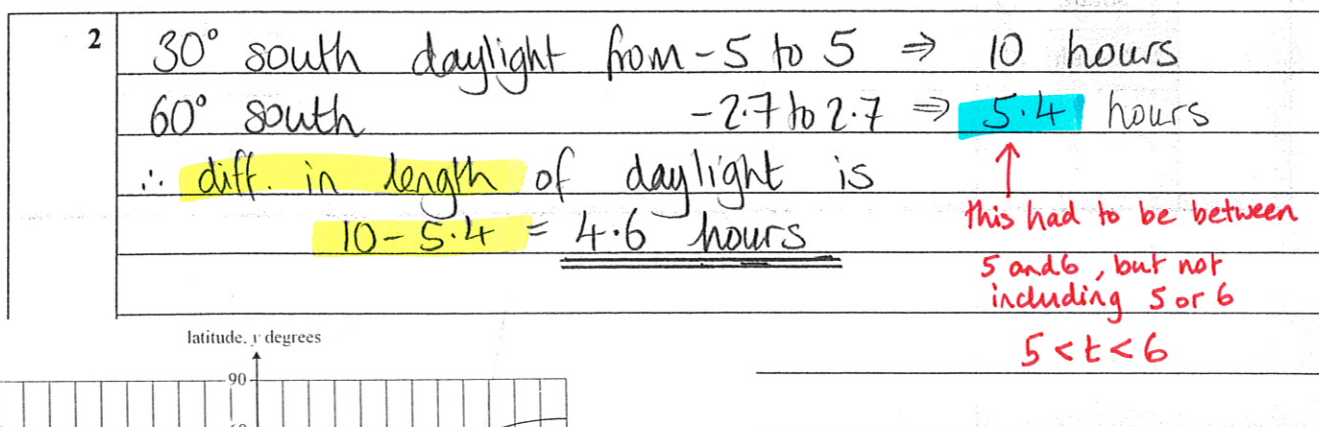 2
30° south daylight from -5 to 5 ⇒ 10 hours
60° south -2.7 to 2.7 ⇒ 5.4 hours
∴ diff. in length of daylight is
10 - 5.4 = 4.6 hours
this had to be between
5 and 6, but not
including 5 or 6
5 < t < 6
latitude, y degrees
90